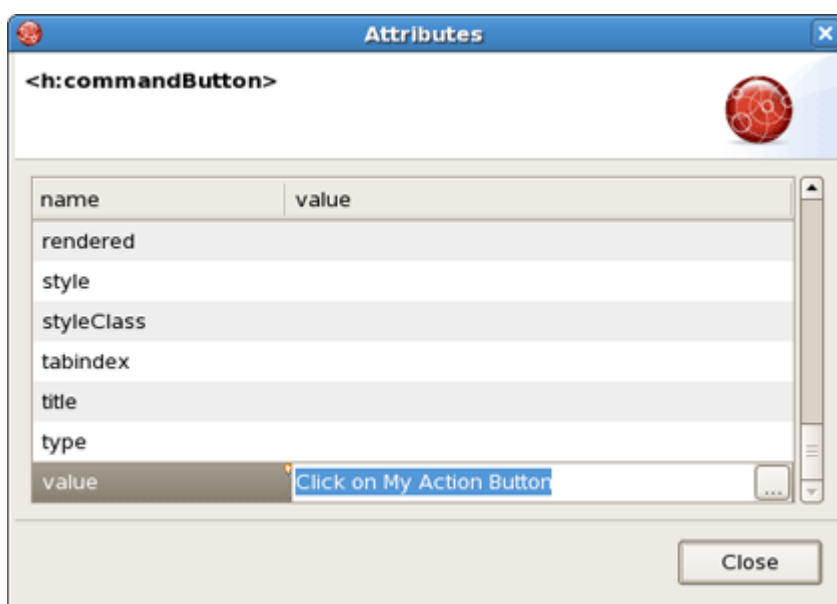 Attributes
<h:commandButton>
name value
rendered
style
styleClass
tabindex
title
type
value Click on My Action Button ...
Close